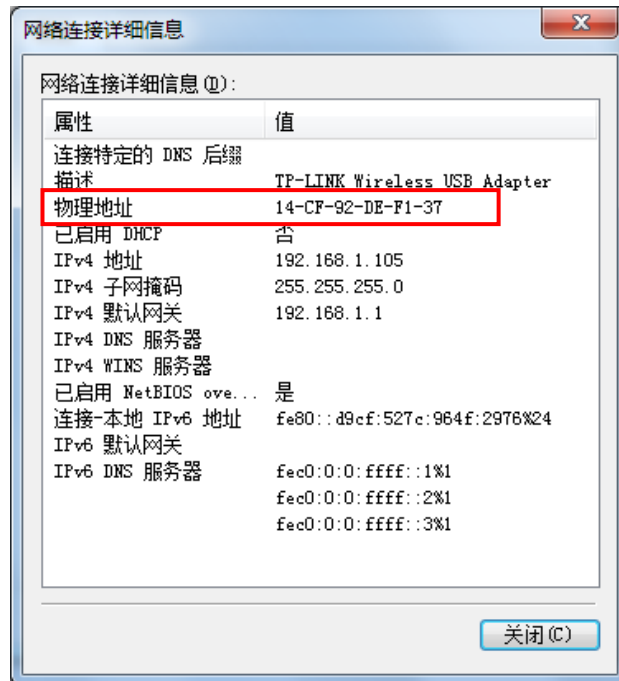 网络连接详细信息
网络连接详细信息(D):
属性 值
连接特定的 DNS 后缀
描述 TP-LINK Wireless USB Adapter
物理地址 14-CF-92-DE-F1-37
已启用 DHCP 否
IPv4 地址 192.168.1.105
IPv4 子网掩码 255.255.255.0
IPv4 默认网关 192.168.1.1
IPv4 DNS 服务器
IPv4 WINS 服务器
已启用 NetBIOS ove... 是
连接-本地 IPv6 地址 fe80::d9cf:527c:964f:2976%24
IPv6 默认网关
IPv6 DNS 服务器 fec0:0:0:ffff::1%1
fec0:0:0:ffff::2%1
fec0:0:0:ffff::3%1
关闭(C)